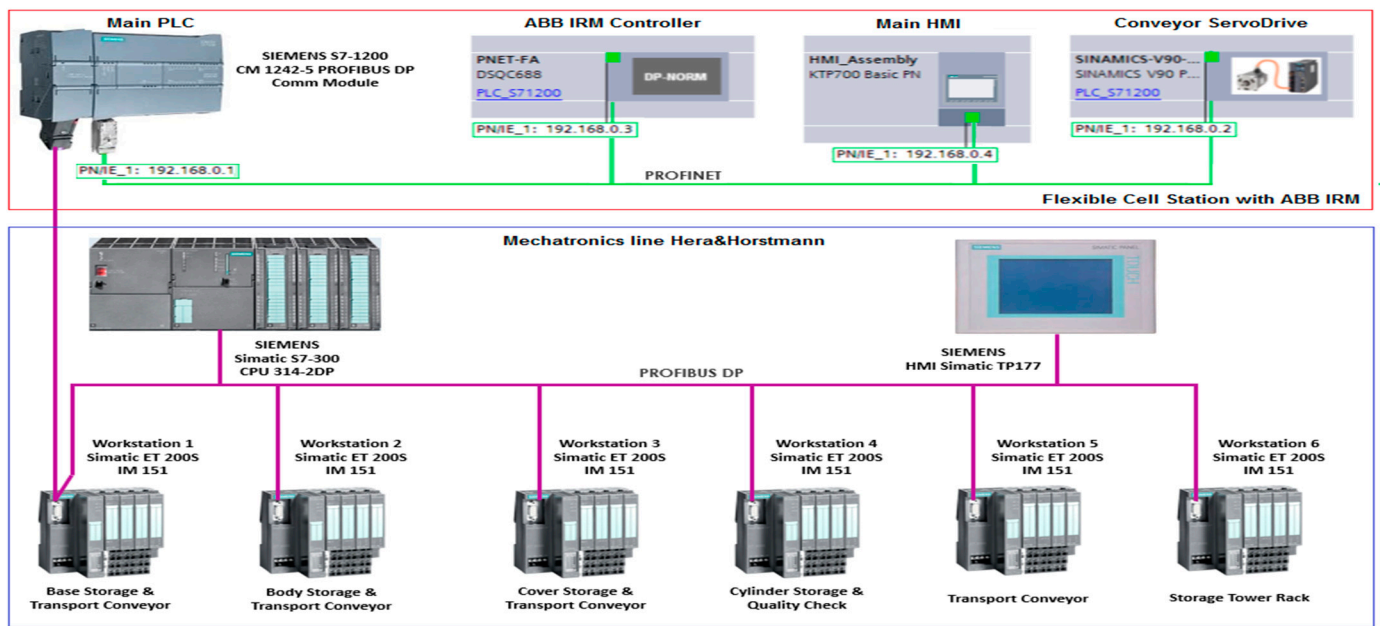 Main PLC
SIEMENS S7-1200
CM 1242-5 PROFIBUS DP
Comm Module
PN/IE_1: 192.168.0.1
ABB IRM Controller
PNET-FA
DSQC688
PLC_S71200
DP-NORM
PN/IE_1: 192.168.0.3
Main HMI
HMI_Assembly
KTP700 Basic PN
PN/IE_1: 192.168.0.4
Conveyor ServoDrive
SINAMICS-V90-...
SINAMICS V90 P...
PLC_S71200
PN/IE_1: 192.168.0.2
PROFINET
Flexible Cell Station with ABB IRM
Mechatronics line Hera&Horstmann
SIEMENS
Simatic S7-300
CPU 314-2DP
SIEMENS
SIMATIC PANEL
TOUCH
SIEMENS
HMI Simatic TP177
PROFIBUS DP
Workstation 1
Simatic ET 200S
IM 151
Base Storage &
Transport Conveyor
Workstation 2
Simatic ET 200S
IM 151
Body Storage &
Transport Conveyor
Workstation 3
Simatic ET 200S
IM 151
Cover Storage &
Transport Conveyor
Workstation 4
Simatic ET 200S
IM 151
Cylinder Storage &
Quality Check
Workstation 5
Simatic ET 200S
IM 151
Transport Conveyor
Workstation 6
Simatic ET 200S
IM 151
Storage Tower Rack